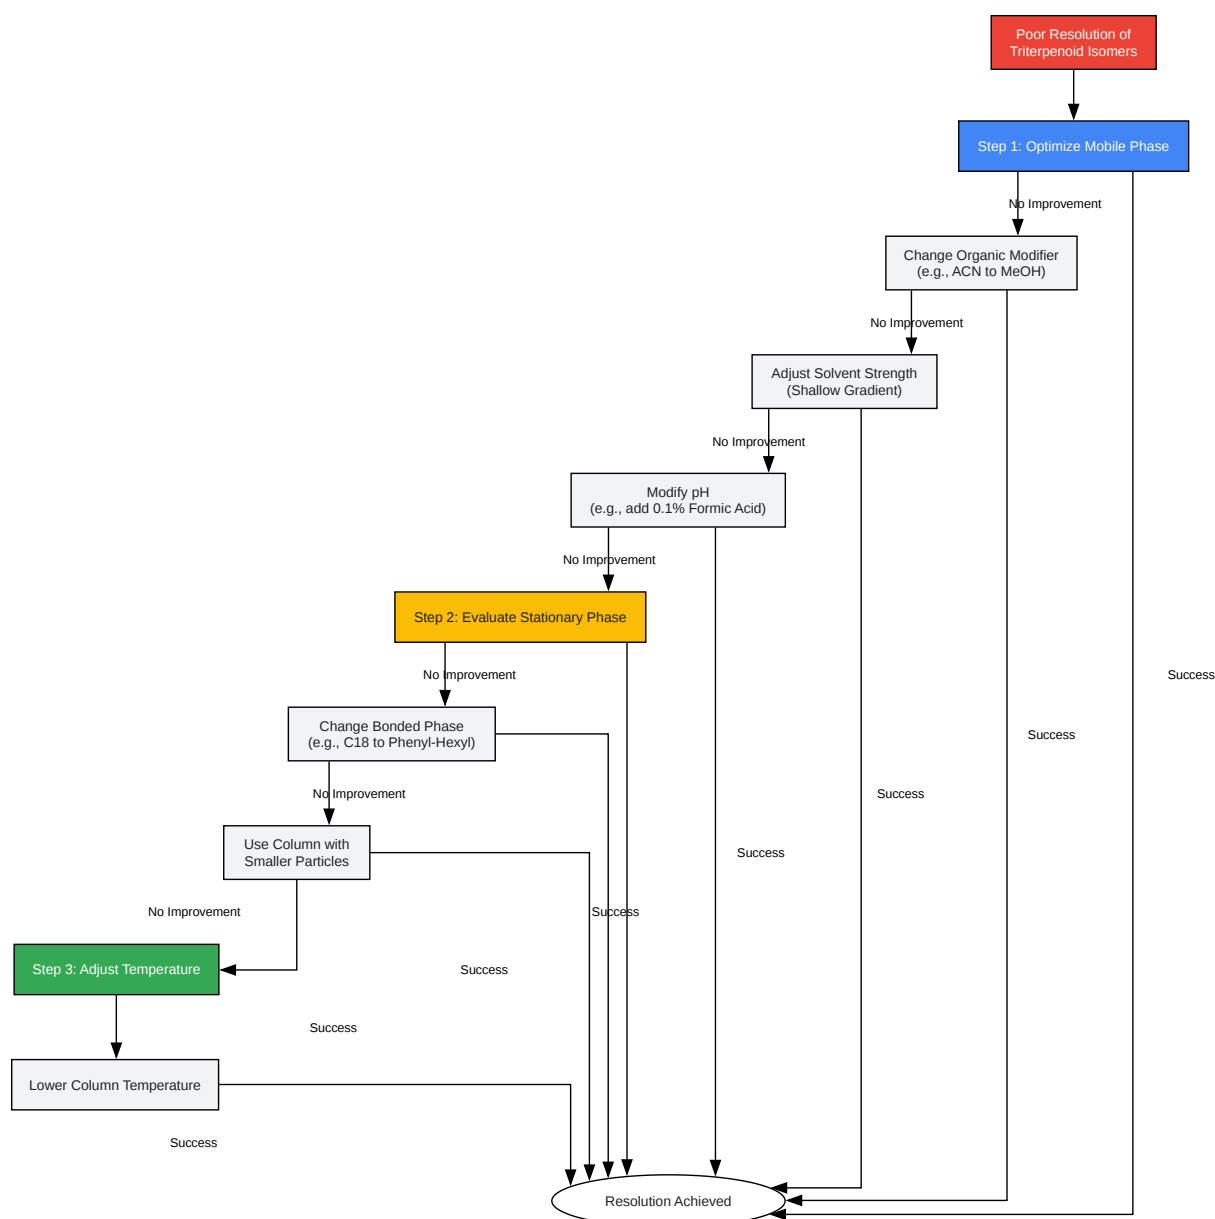 Poor Resolution of
Triterpenoid Isomers
Step 1: Optimize Mobile Phase
No Improvement
Change Organic Modifier
(e.g., ACN to MeOH)
No Improvement
Adjust Solvent Strength
(Shallow Gradient)
No Improvement
Modify pH
(e.g., add 0.1% Formic Acid)
No Improvement
Step 2: Evaluate Stationary Phase
No Improvement
Success
Change Bonded Phase
(e.g., C18 to Phenyl-Hexyl)
Success
No Improvement
Success
Use Column with
Smaller Particles
Success
No Improvement
Success
Step 3: Adjust Temperature
Success
Success
Lower Column Temperature
Success
Resolution Achieved